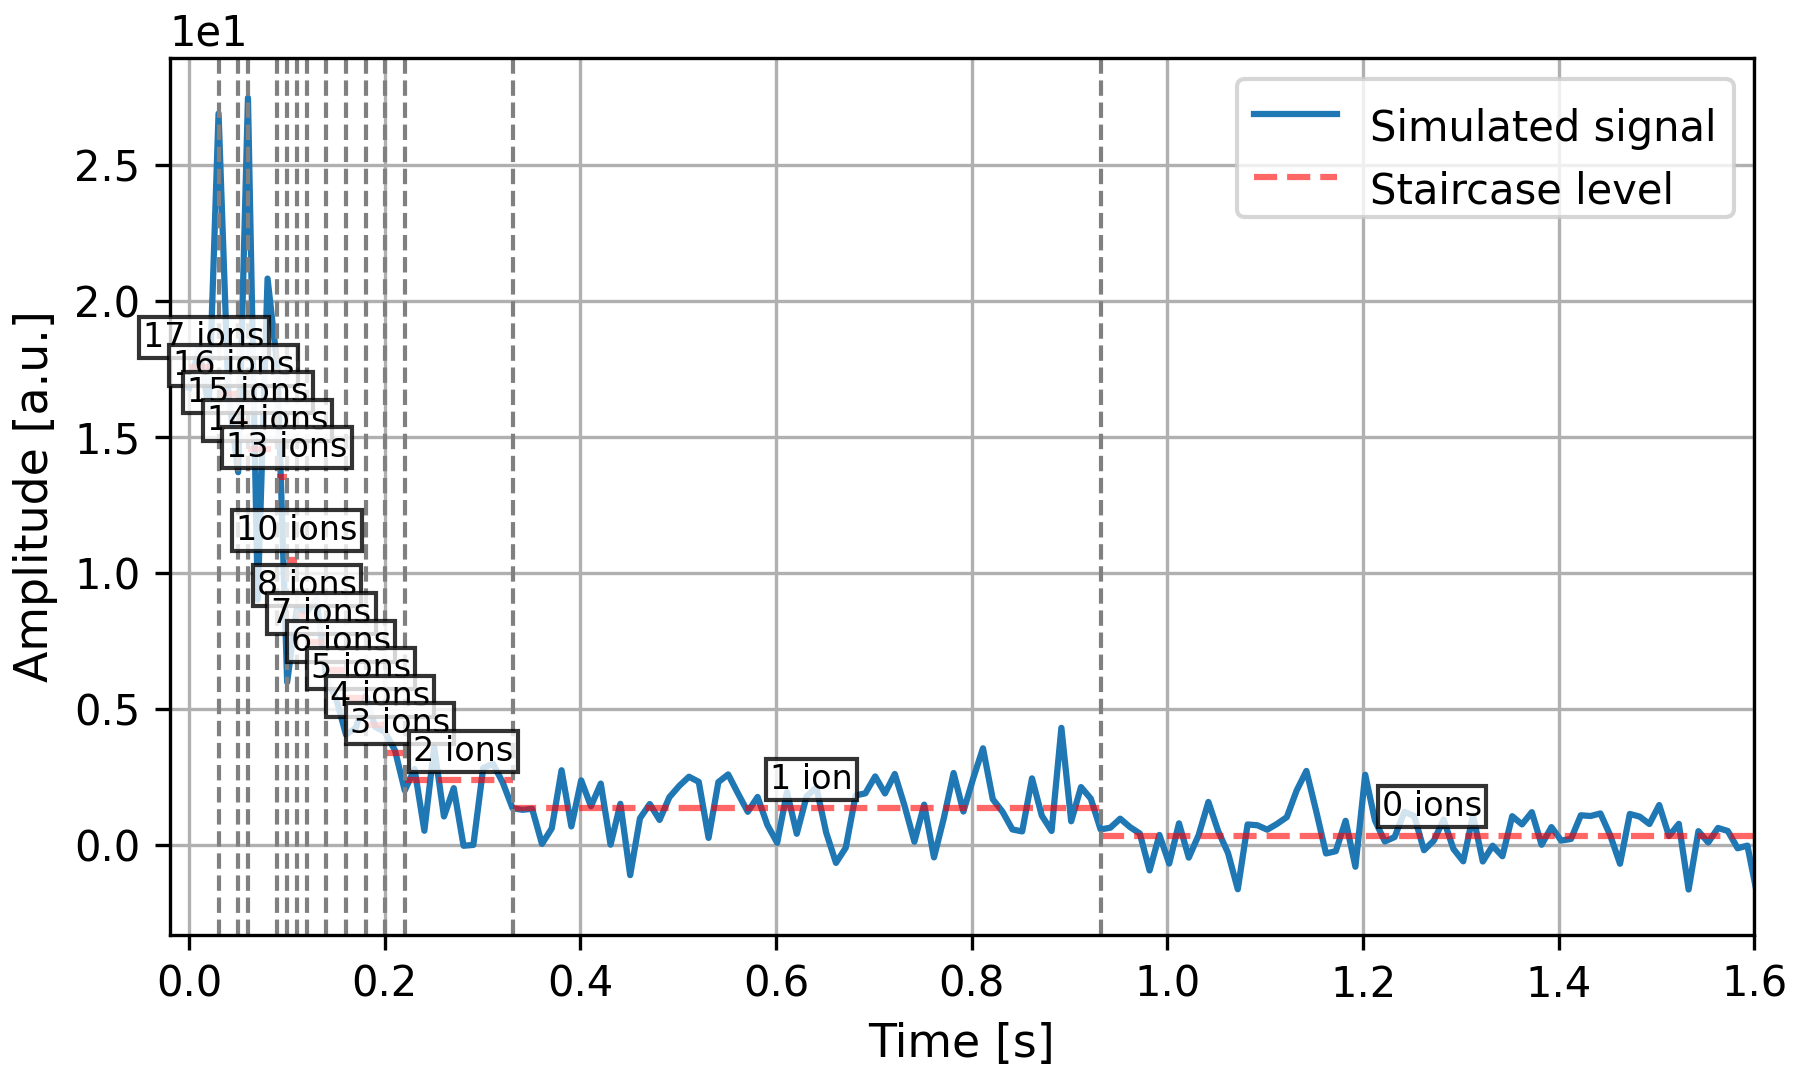 1e1
Simulated signal
Staircase level
2.5
2.0
1.5
1.0
0.5
0.0
Amplitude [a.u.]
17 ions
16 ions
15 ions
14 ions
13 ions
10 ions
8 ions
7 ions
6 ions
5 ions
4 ions
3 ions
2 ions
1 ion
0 ions
0.0 0.2 0.4 0.6 0.8 1.0 1.2 1.4 1.6
Time [s]